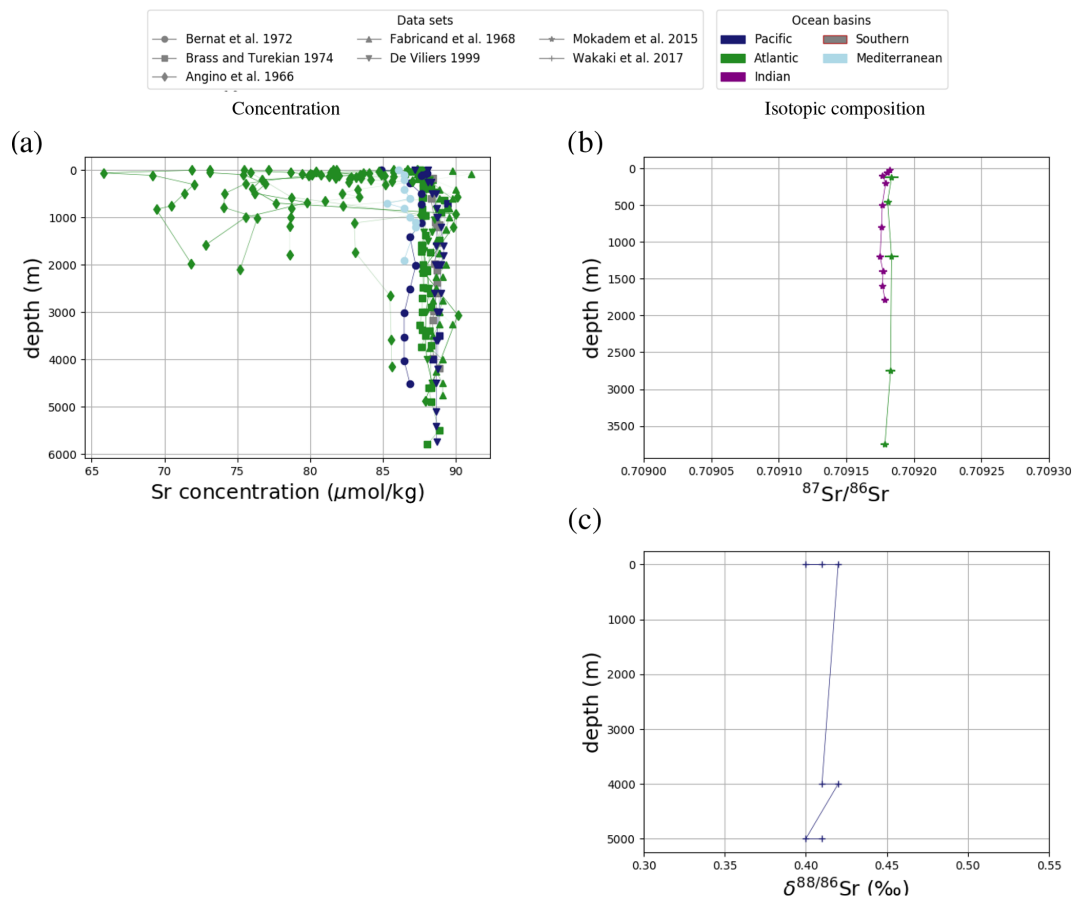 Data sets
Bernat et al. 1972
Brass and Turekian 1974
Angino et al. 1966
Fabricand et al. 1968
De Viliers 1999
Mokadem et al. 2015
Wakaki et al. 2017
Ocean basins
Pacific
Atlantic
Indian
Southern
Mediterranean
Concentration
Isotopic composition
(a)
0
1000
2000
3000
4000
5000
6000
depth (m)
65 70 75 80 85 90
Sr concentration (μmol/kg)
(b)
0
500
1000
1500
2000
2500
3000
3500
depth (m)
0.70900 0.70905 0.70910 0.70915 0.70920 0.70925 0.70930
⁸⁷Sr/⁸⁶Sr
(c)
0
1000
2000
3000
4000
5000
depth (m)
0.30 0.35 0.40 0.45 0.50 0.55
δ⁸⁸/⁸⁶Sr (‰)